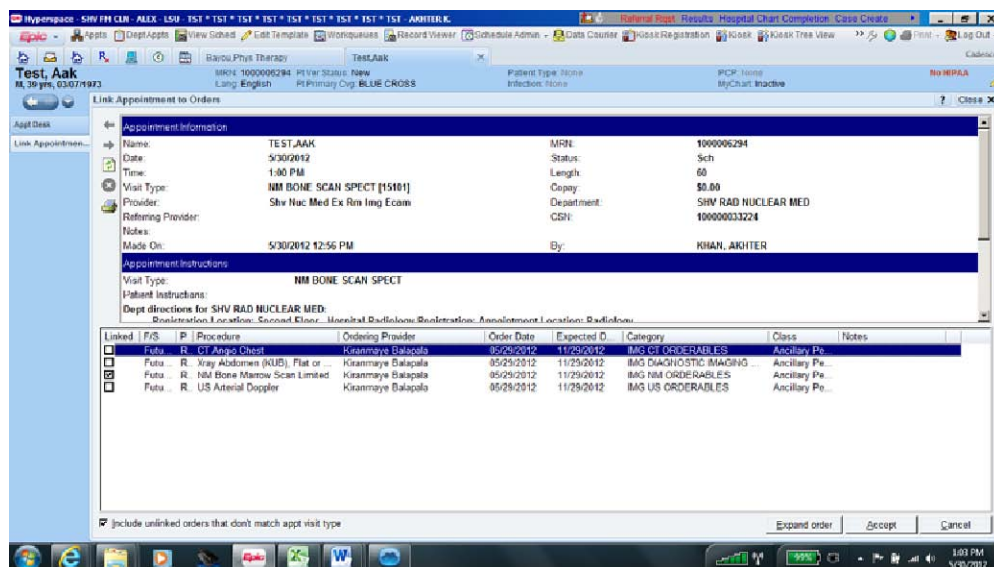 Hyperspace - SHV FM CLN - ALEX - LSU - TST * TST * TST * TST * TST * TST * TST * TST * TST - AKHTER K.
Referral Rqst Results Hospital Chart Completion Case Create
Epic Appts DeptAppts View Sched Edit Template Workqueues Record Viewer Schedule Admin Data Courier Kiosk Registration Kiosk Kiosk Tree View Print Log Out
Bayou,Phys Therapy Test,Aak
Test, Aak MRN: 1000006294 Pt Ver Status: New Patient Type: None PCP: None No HIPAA
M, 39 yrs, 03/07/1973 Lang: English Pt Primary Cvg: BLUE CROSS Infection: None MyChart: Inactive
Link Appointment to Orders ? Close X
Appt Desk
Link Appointmen...
Appointment Information
Name: TEST,AAK MRN: 1000006294
Date: 5/30/2012 Status: Sch
Time: 1:00 PM Length: 60
Visit Type: NM BONE SCAN SPECT [15101] Copay: $0.00
Provider: Shv Nuc Med Ex Rm Img Ecam Department: SHV RAD NUCLEAR MED
Referring Provider: CSN: 100000033224
Notes:
Made On: 5/30/2012 12:56 PM By: KHAN, AKHTER
Appointment Instructions
Visit Type: NM BONE SCAN SPECT
Patient Instructions:
Dept directions for SHV RAD NUCLEAR MED:
Registration Location: Second Floor - Hospital Radiology Registration; Appointment Location: Radiology
Linked F/S P Procedure Ordering Provider Order Date Expected D... Category Class Notes
Futu... R... CT Angio Chest Kiranmaye Balapala 05/29/2012 11/29/2012 IMG CT ORDERABLES Ancillary Pe...
Futu... R... Xray Abdomen (KUB), Flat or ... Kiranmaye Balapala 05/29/2012 11/29/2012 IMG DIAGNOSTIC IMAGING ... Ancillary Pe...
Futu... R... NM Bone Marrow Scan Limited Kiranmaye Balapala 05/29/2012 11/29/2012 IMG NM ORDERABLES Ancillary Pe...
Futu... R... US Arterial Doppler Kiranmaye Balapala 05/29/2012 11/29/2012 IMG US ORDERABLES Ancillary Pe...
Include unlinked orders that don't match appt visit type
Expand order Accept Cancel
Epic 99% 1:03 PM
5/30/2012